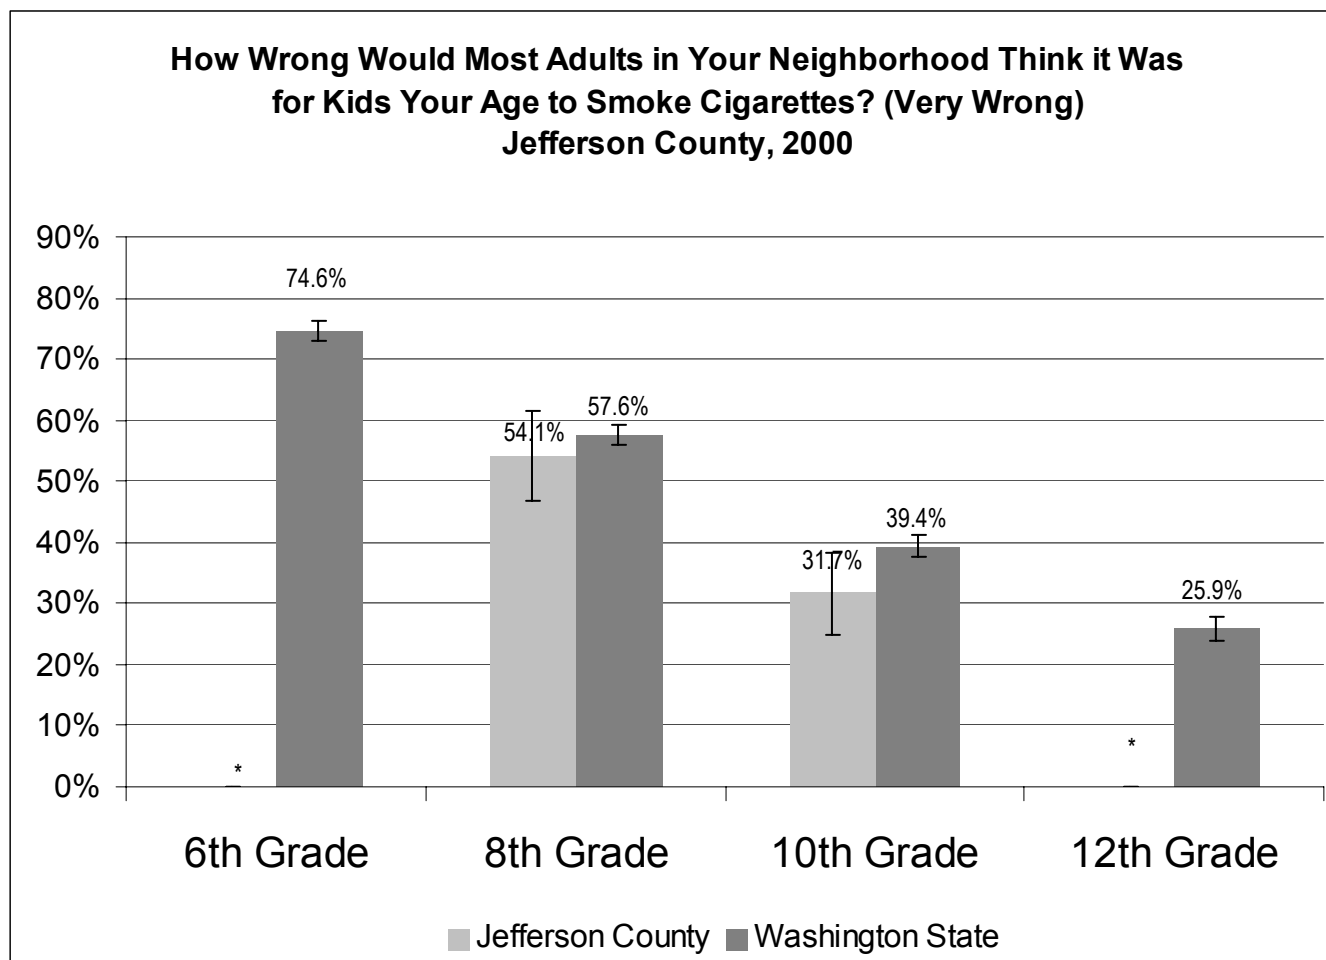 How Wrong Would Most Adults in Your Neighborhood Think it Was
for Kids Your Age to Smoke Cigarettes? (Very Wrong)
Jefferson County, 2000
90%
80%
70%
60%
50%
40%
30%
20%
10%
0%
74.6%
54.1%
57.6%
31.7%
39.4%
25.9%
*
*
6th Grade
8th Grade
10th Grade
12th Grade
Jefferson County
Washington State